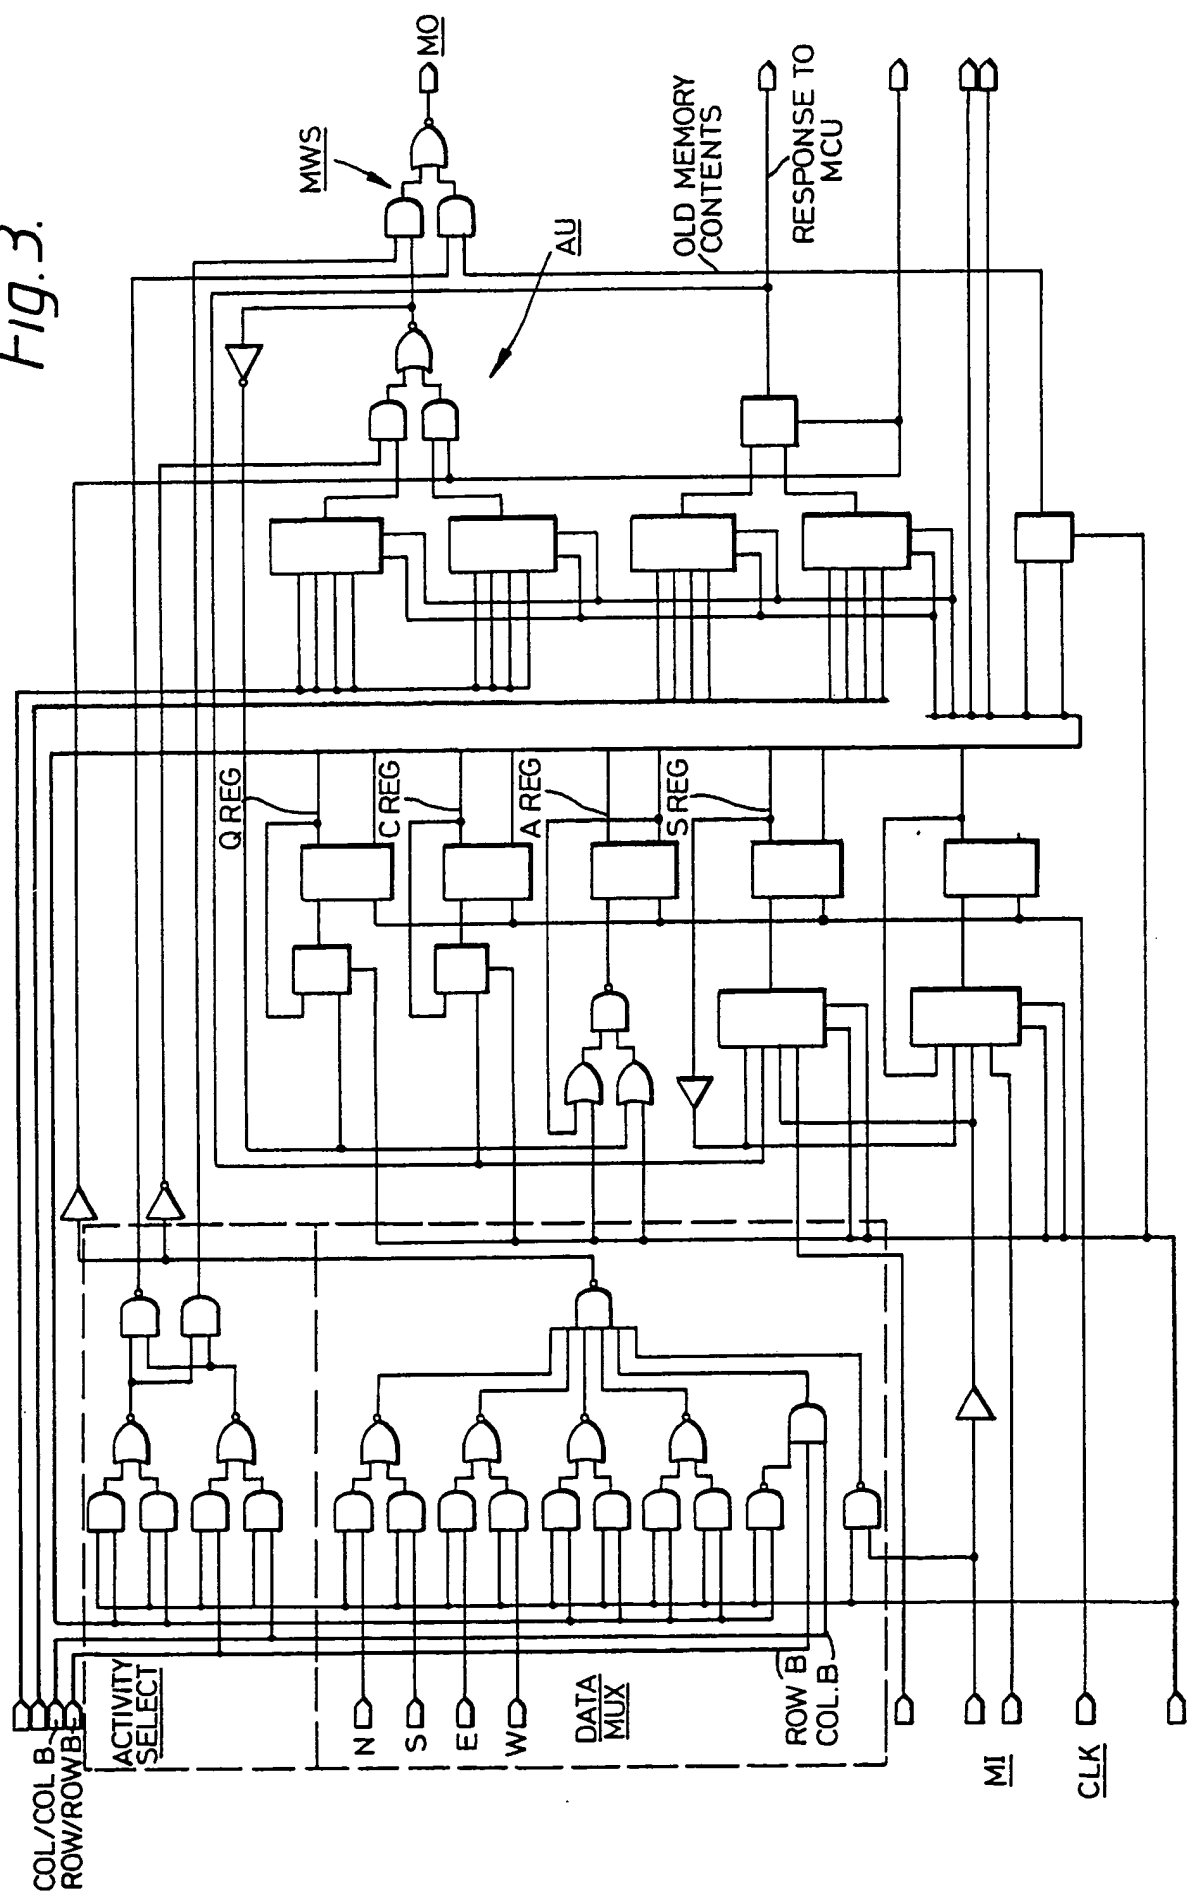 Fig. 3.
COL/COL B
ROW/ROW B
ACTIVITY
SELECT
N
S
E
W
DATA
MUX
ROW B
COL. B
MI
CLK
Q REG
C REG
A REG
S REG
AU
MWS
MO
OLD MEMORY
CONTENTS
RESPONSE TO
MCU